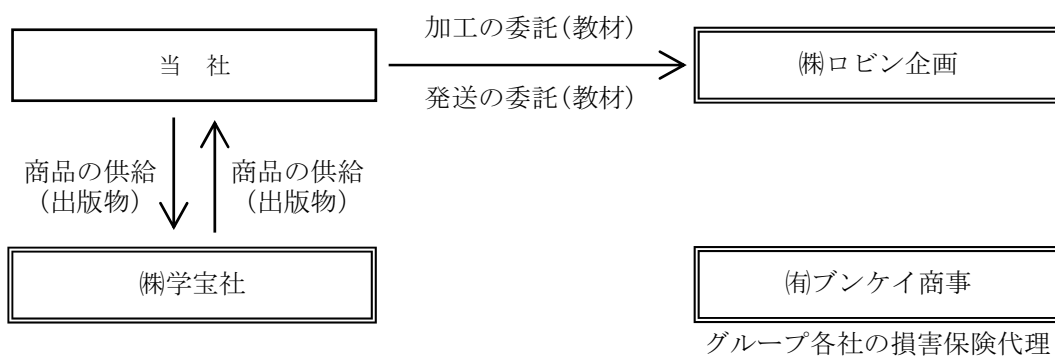 当 社
加工の委託(教材)
発送の委託(教材)
㈱ロビン企画
商品の供給
(出版物)
商品の供給
(出版物)
㈱学宝社
㈲ブンケイ商事
グループ各社の損害保険代理